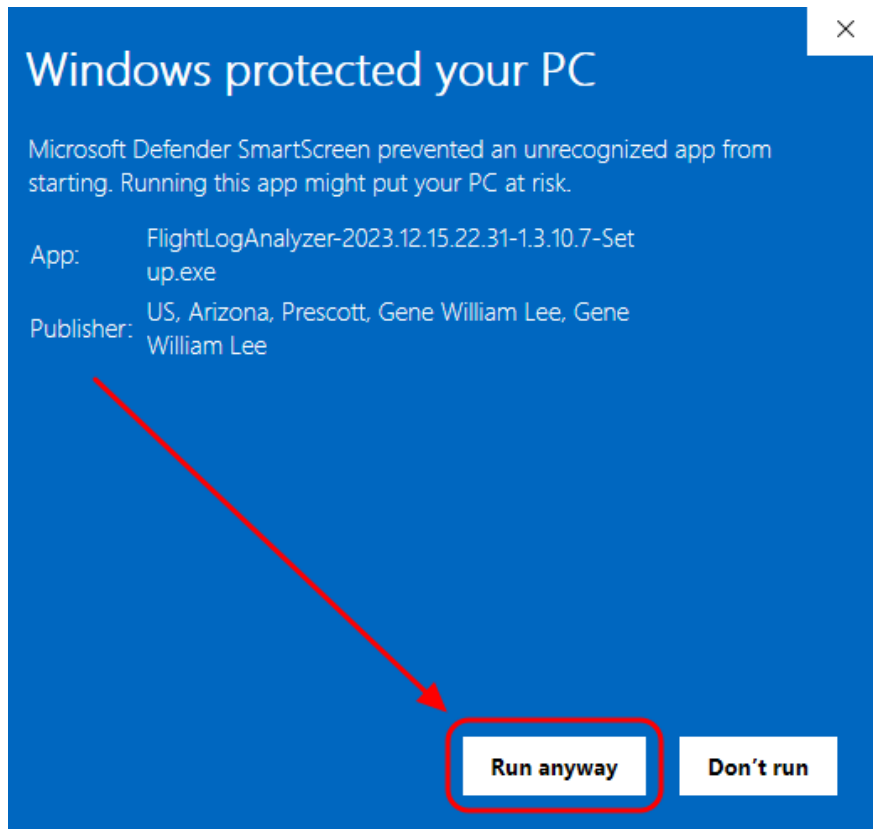 Windows protected your PC
Microsoft Defender SmartScreen prevented an unrecognized app from
starting. Running this app might put your PC at risk.
App:
FlightLogAnalyzer-2023.12.15.22.31-1.3.10.7-Set
up.exe
Publisher:
US, Arizona, Prescott, Gene William Lee, Gene
William Lee
Run anyway
Don’t run